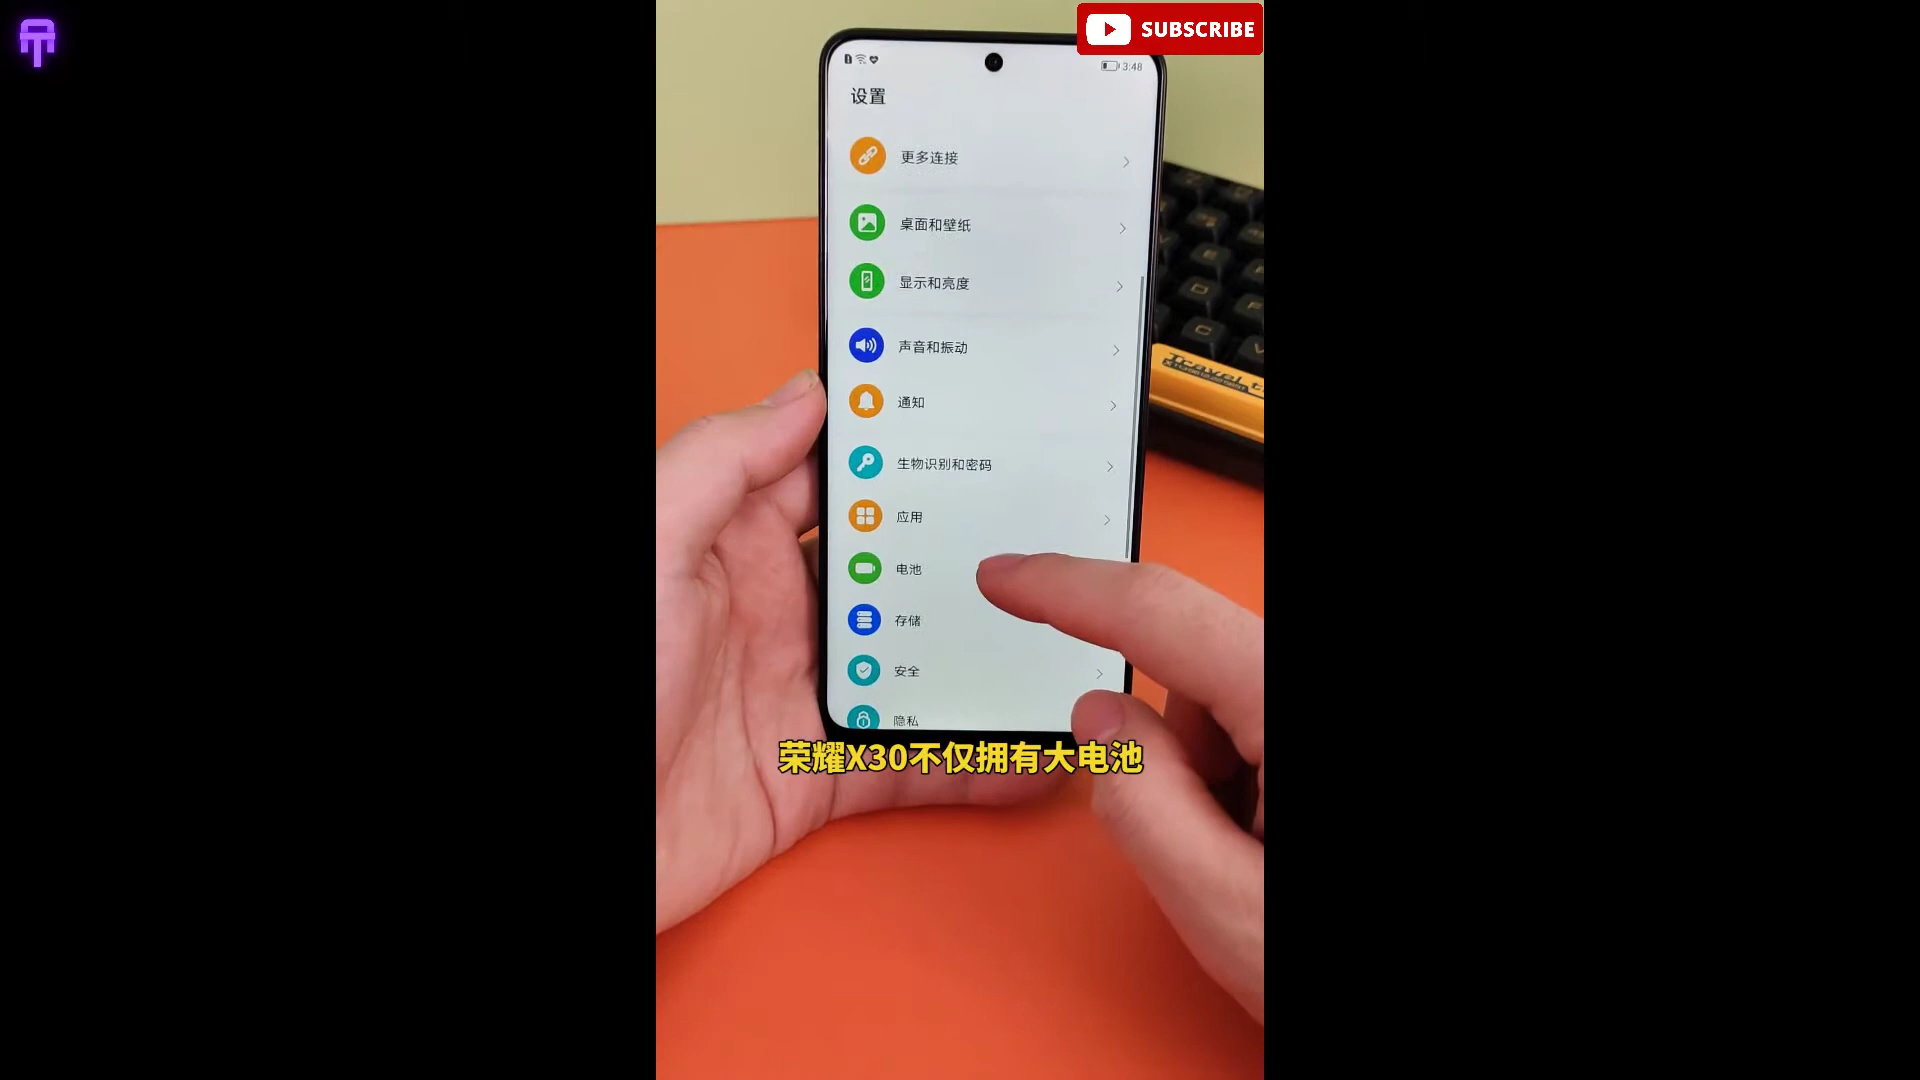 SUBSCRIBE
3:48
设置
更多连接
桌面和壁纸
显示和亮度
声音和振动
通知
生物识别和密码
应用
电池
存储
安全
隐私
荣耀X30不仅拥有大电池
Travel t
E
D
C
V